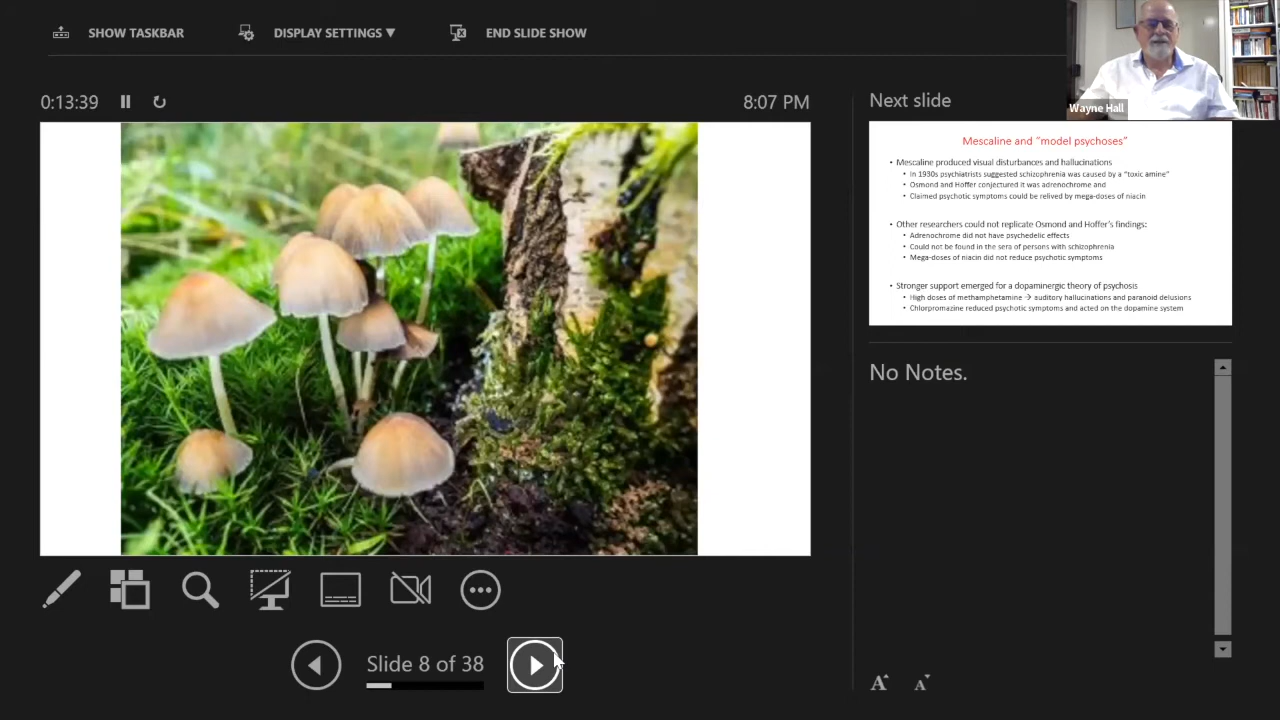 SHOW TASKBAR
DISPLAY SETTINGS ▼
END SLIDE SHOW
Wayne Hall
0:13:39
8:07 PM
Next slide
Mescaline and “model psychoses”
• Mescaline produced visual disturbances and hallucinations
• In 1930s psychiatrists suggested schizophrenia was caused by a “toxic amine”
• Osmond and Hoffer conjectured it was adrenochrome and
• Claimed psychotic symptoms could be relived by mega-doses of niacin
• Other researchers could not replicate Osmond and Hoffer’s findings:
• Adrenochrome did not have psychedelic effects
• Could not be found in the sera of persons with schizophrenia
• Mega-doses of niacin did not reduce psychotic symptoms
• Stronger support emerged for a dopaminergic theory of psychosis
• High doses of methamphetamine → auditory hallucinations and paranoid delusions
• Chlorpromazine reduced psychotic symptoms and acted on the dopamine system
No Notes.
Slide 8 of 38
A A